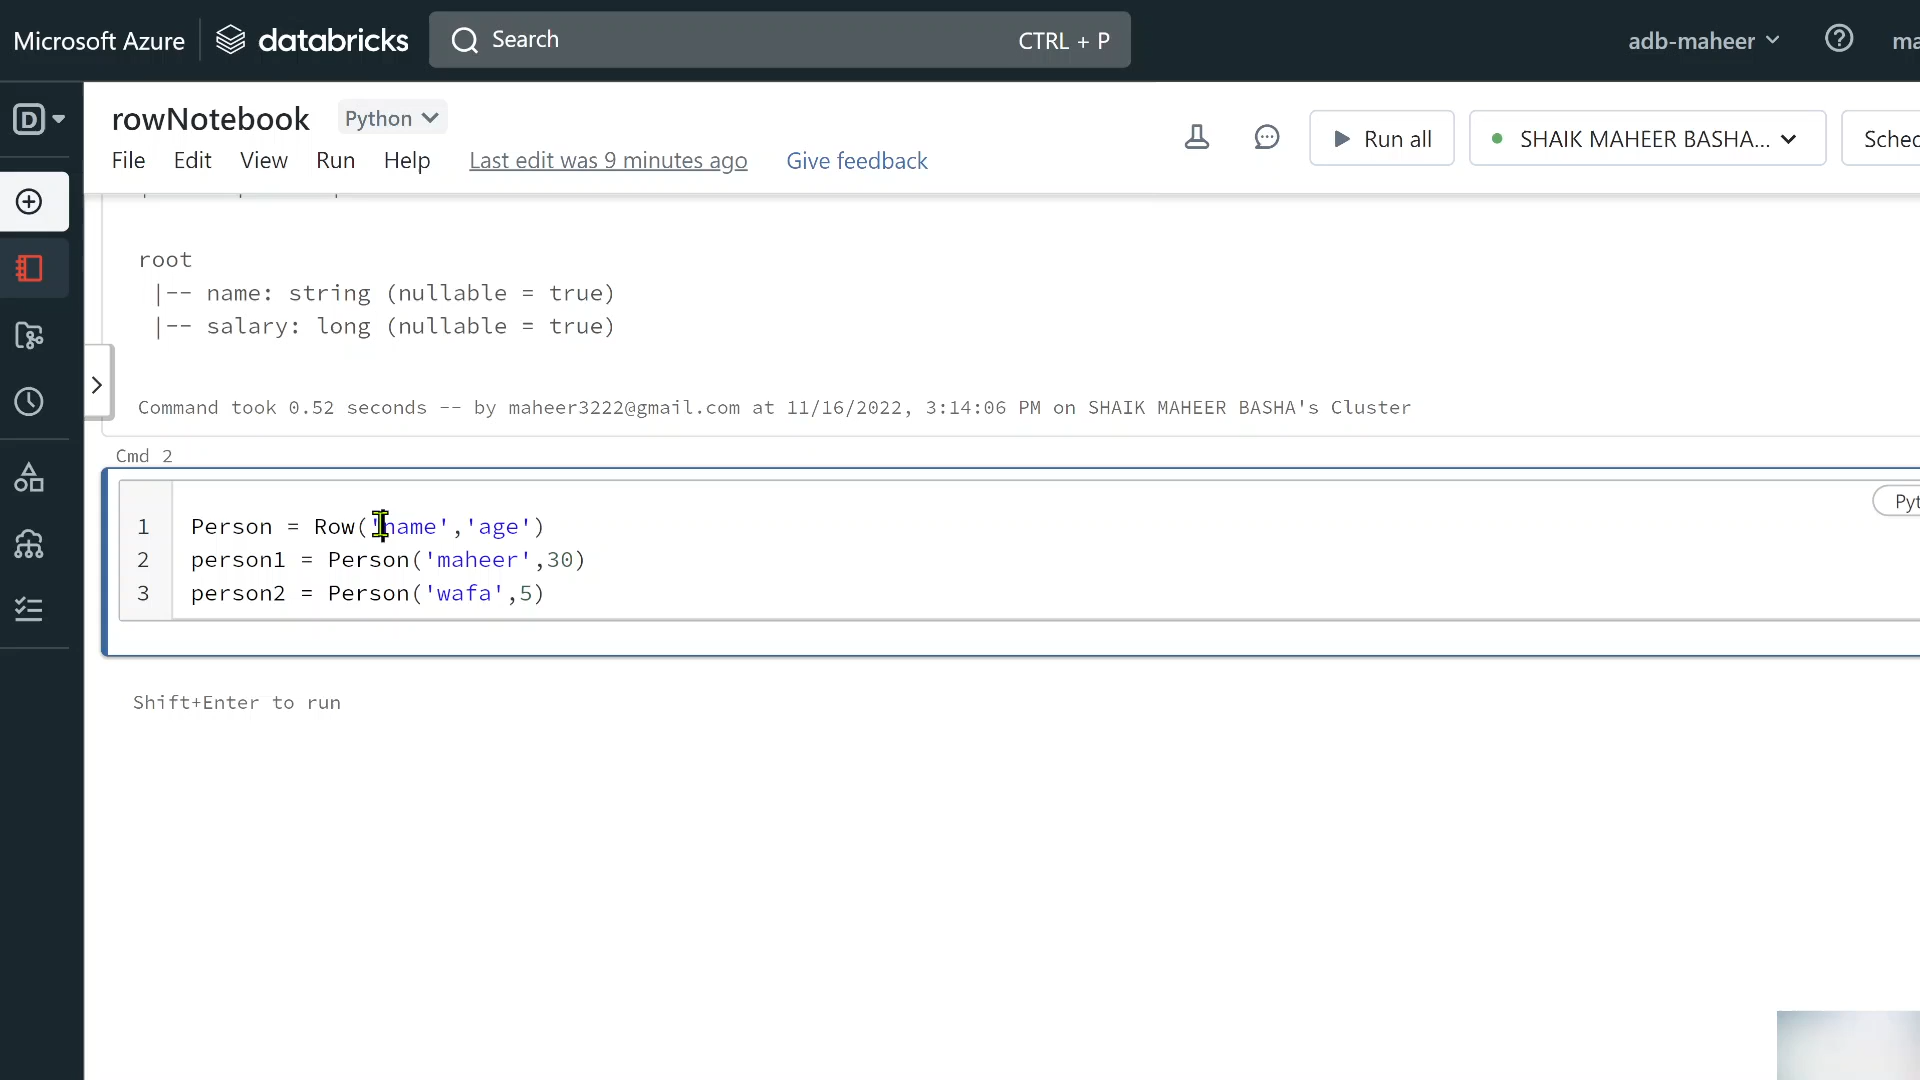 Microsoft Azure databricks Search CTRL + P adb-maheer ma
rowNotebook Python
File Edit View Run Help Last edit was 9 minutes ago Give feedback Run all SHAIK MAHEER BASHA... Sched
root
|-- name: string (nullable = true)
|-- salary: long (nullable = true)
Command took 0.52 seconds -- by maheer3222@gmail.com at 11/16/2022, 3:14:06 PM on SHAIK MAHEER BASHA's Cluster
Cmd 2
Pyt
1 Person = Row('name','age')
2 person1 = Person('maheer',30)
3 person2 = Person('wafa',5)
Shift+Enter to run